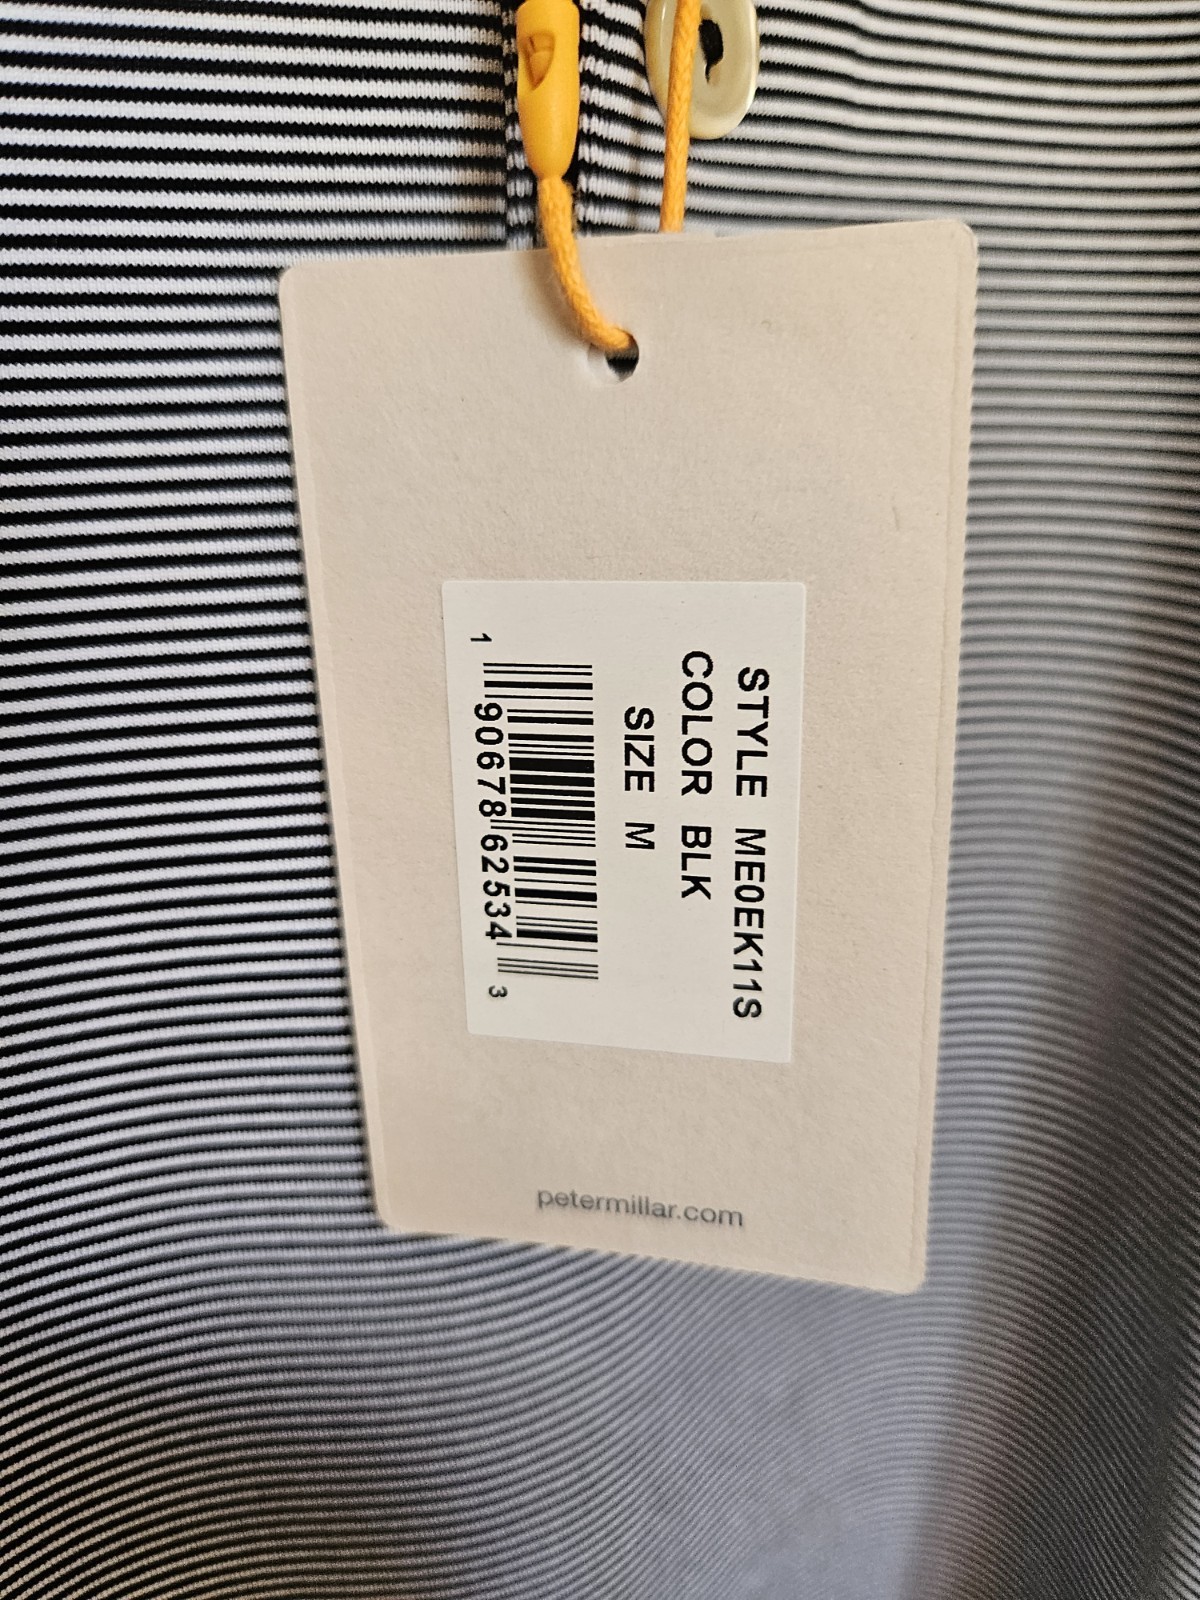 STYLE ME0EK11S
COLOR BLK
SIZE M
1 90678 62534 3
petermillar.com